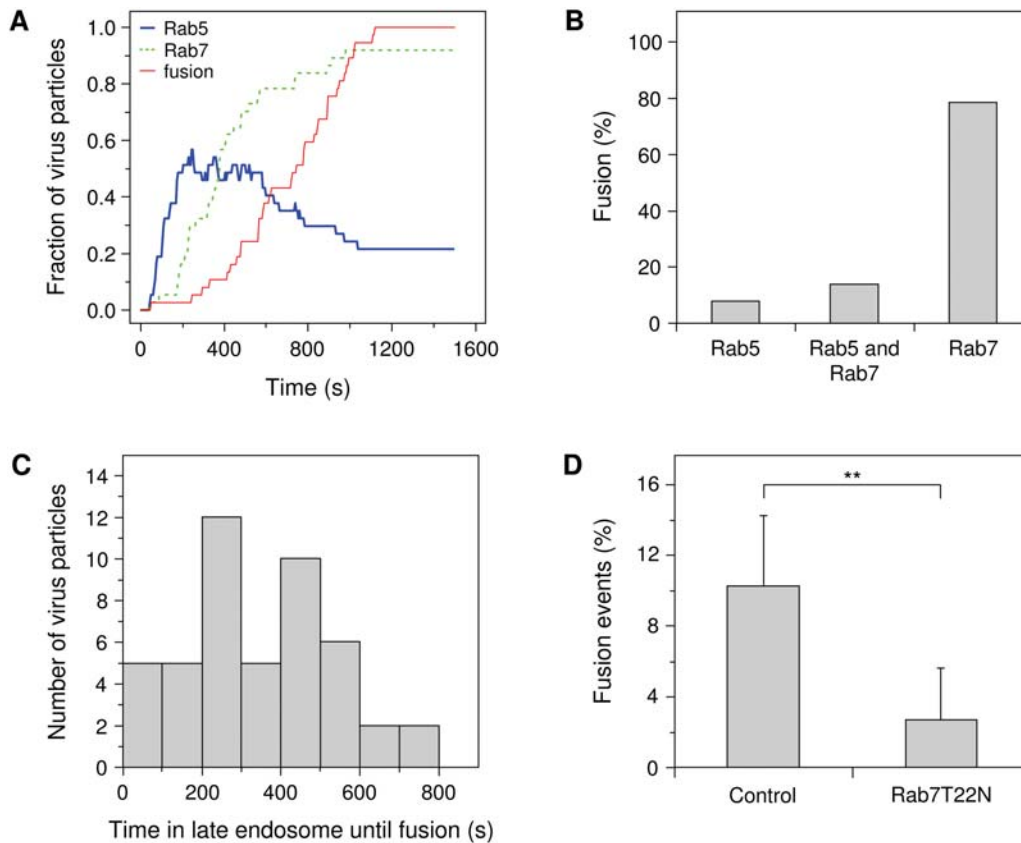 A
Rab5
Rab7
fusion
1.0
0.8
0.6
0.4
0.2
0.0
Fraction of virus particles
0 400 800 1200 1600
Time (s)
B
100
80
60
40
20
0
Fusion (%)
Rab5 Rab5 and Rab7
Rab7
C
14
12
10
8
6
4
2
0
Number of virus particles
0 200 400 600 800
Time in late endosome until fusion (s)
D
16
12
8
4
0
Fusion events (%)
**
Control Rab7T22N